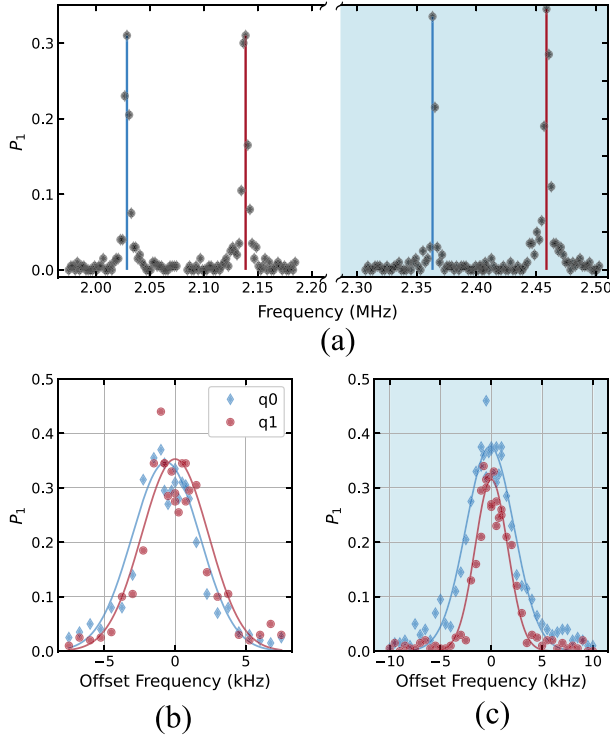 0.3
0.2
0.1
0.0
P1
2.00 2.05 2.10 2.15 2.20 2.30 2.35 2.40 2.45 2.50
Frequency (MHz)
(a)
0.5
0.4
0.3
0.2
0.1
0.0
P1
q0
q1
−5 0 5
Offset Frequency (kHz)
(b)
0.5
0.4
0.3
0.2
0.1
0.0
P1
−10 −5 0 5 10
Offset Frequency (kHz)
(c)